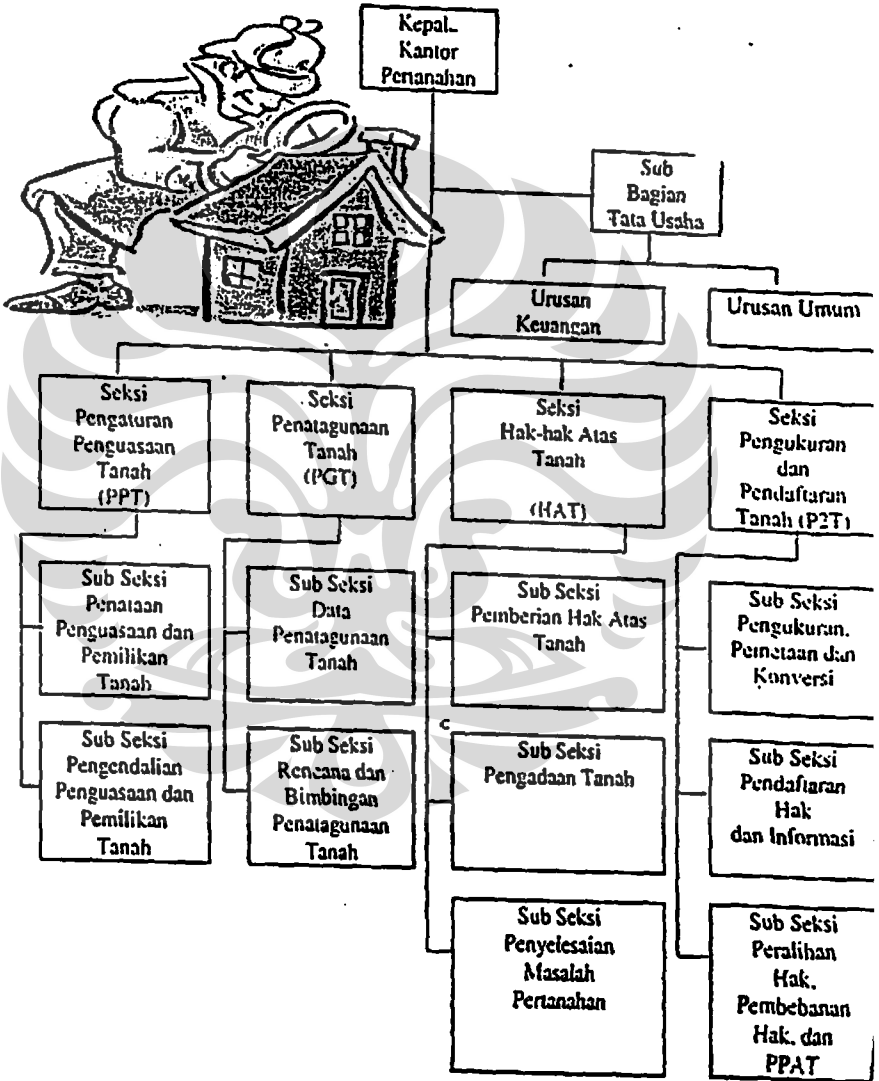 Kepal_
Kantor
Pertanahan
Sub
Bagian
Tata Usaha
Urusan
Keuangan
Urusan Umum
Seksi
Pengaturan
Penguasaan
Tanah
(PPT)
Seksi
Penatagunaan
Tanah
(PGT)
Seksi
Hak-hak Atas
Tanah
(HAT)
Seksi
Pengukuran
dan
Pendaftaran
Tanah (P2T)
Sub Seksi
Penataan
Penguasaan dan
Pemilikan
Tanah
Sub Seksi
Data
Penatagunaan
Tanah
Sub Seksi
Pemberian Hak Atas
Tanah
Sub Seksi
Pengukuran,
Pemetaan dan
Konversi
Sub Seksi
Pengendalian
Penguasaan dan
Pemilikan
Tanah
Sub Seksi
Rencana dan
Bimbingan
Penatagunaan
Tanah
c
Sub Seksi
Pengadaan Tanah
Sub Seksi
Pendaftaran
Hak
dan Informasi
Sub Seksi
Penyelesaian
Masalah
Pertanahan
Sub Seksi
Peralihan
Hak,
Pembebanan
Hak, dan
PPAT